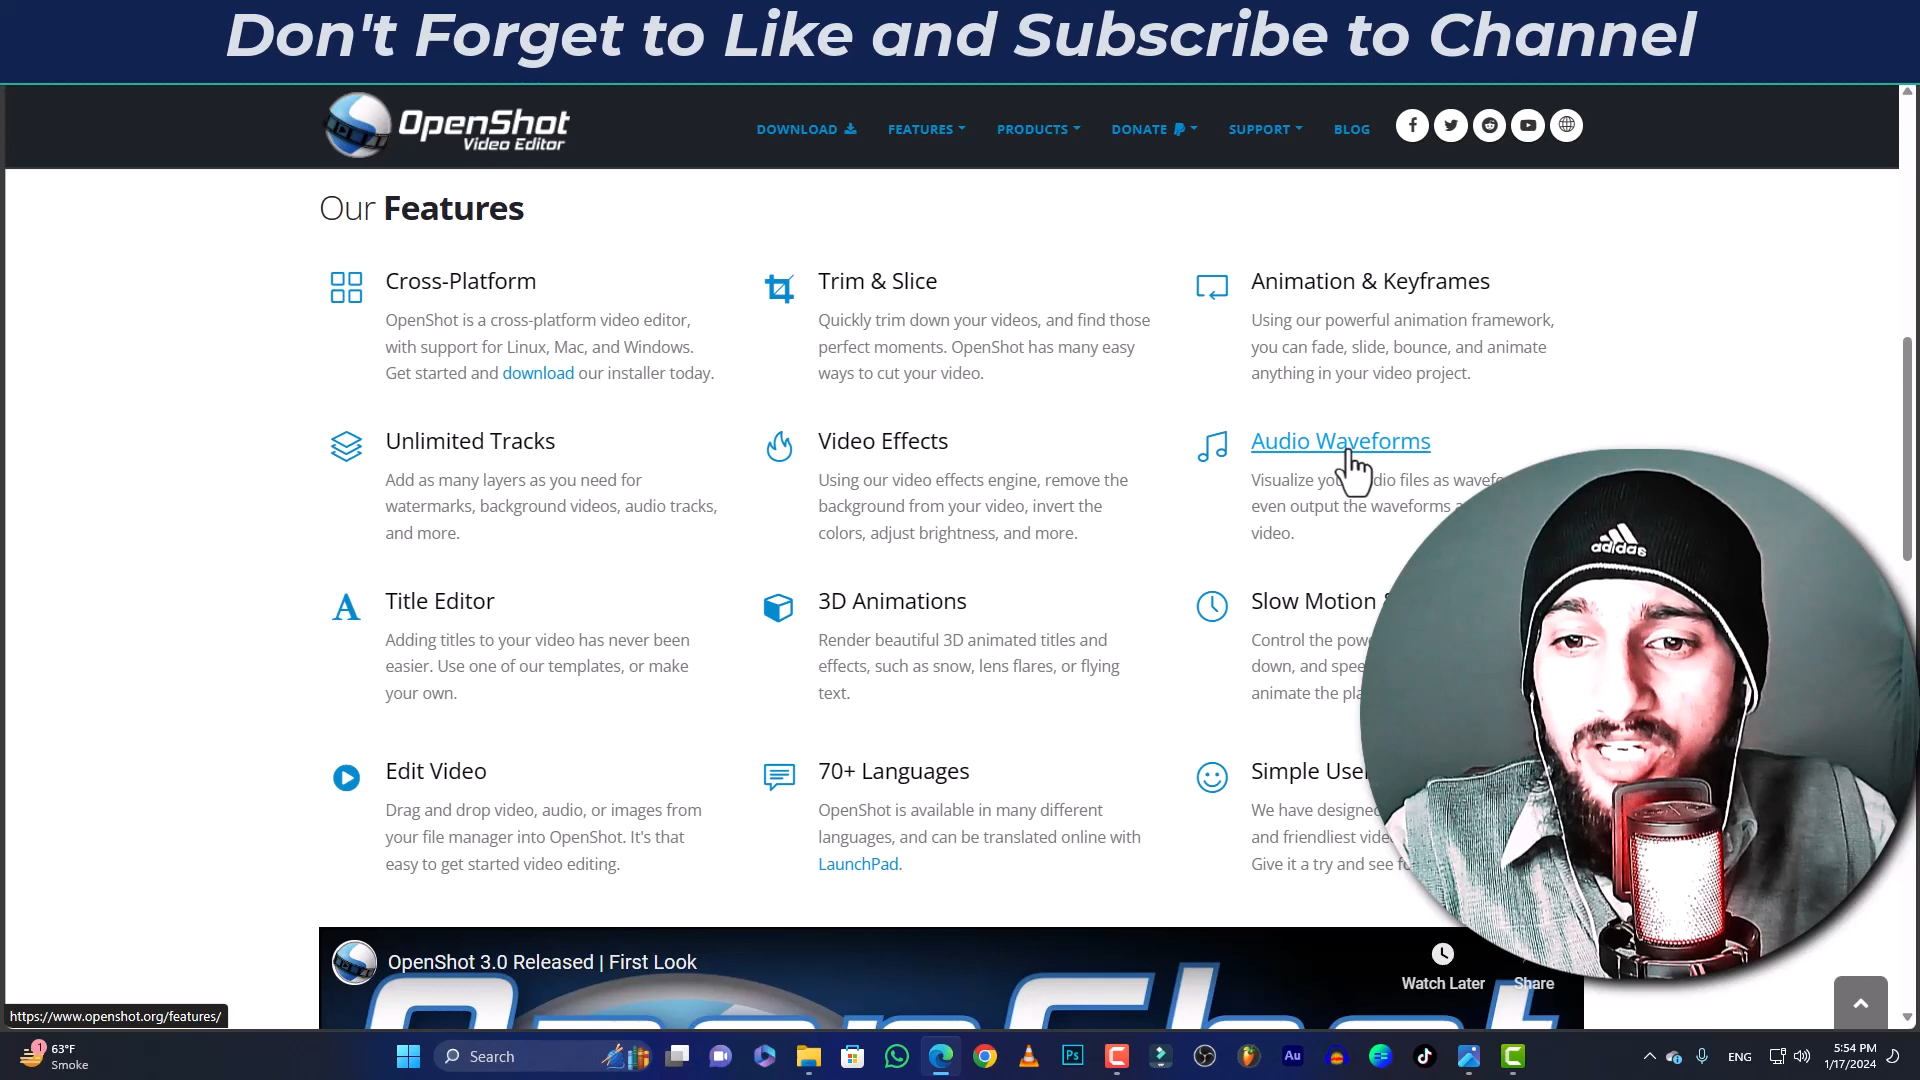 Don't Forget to Like and Subscribe to Channel
OpenShot
Video Editor
DOWNLOAD
FEATURES
PRODUCTS
DONATE
SUPPORT
BLOG
Our Features
Cross-Platform
OpenShot is a cross-platform video editor,
with support for Linux, Mac, and Windows.
Get started and download our installer today.
Trim & Slice
Quickly trim down your videos, and find those
perfect moments. OpenShot has many easy
ways to cut your video.
Animation & Keyframes
Using our powerful animation framework,
you can fade, slide, bounce, and animate
anything in your video project.
Unlimited Tracks
Add as many layers as you need for
watermarks, background videos, audio tracks,
and more.
Video Effects
Using our video effects engine, remove the
background from your video, invert the
colors, adjust brightness, and more.
Audio Waveforms
Visualize files as
even output the waveforms
video.
Title Editor
Adding titles to your video has never been
easier. Use one of our templates, or make
your own.
3D Animations
Render beautiful 3D animated titles and
effects, such as snow, lens flares, or flying
text.
Slow Motion
Control the
down, and
animate the
Edit Video
Drag and drop video, audio, or images from
your file manager into OpenShot. It's that
easy to get started video editing.
70+ Languages
OpenShot is available in many different
languages, and can be translated online with
LaunchPad.
Simple
We have
and friendliest
Give it a try and see
adidas
OpenShot 3.0 Released | First Look
Watch Later
Share
OpenShot
https://www.openshot.org/features/
1
63°F
Smoke
Search
Ps
Au
ENG
5:54 PM
1/17/2024